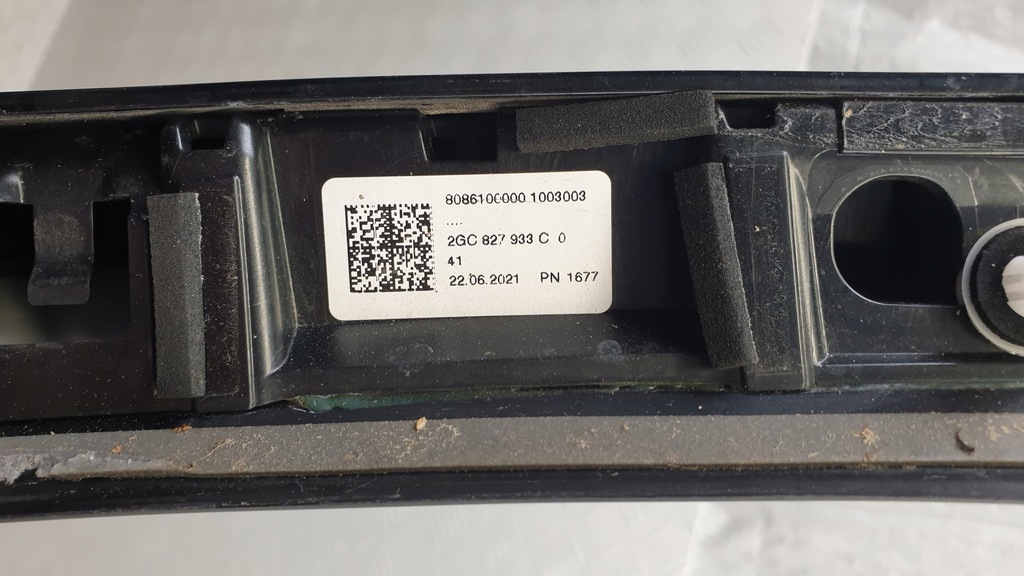 8086100000 1003003
....
2GC 827 933 C 0
41
22.06.2021 PN 1677